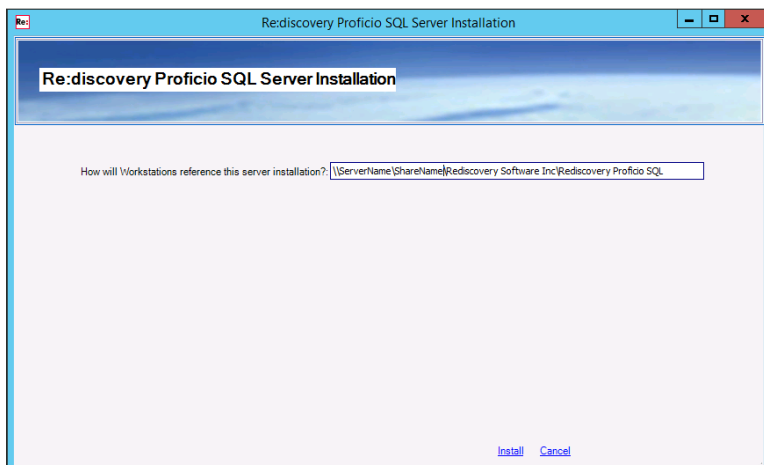 Re:
Re:discovery Proficio SQL Server Installation
Re:discovery Proficio SQL Server Installation
How will Workstations reference this server installation?: \\ServerName\ShareName\Rediscovery Software Inc\Rediscovery Proficio SQL
Install Cancel